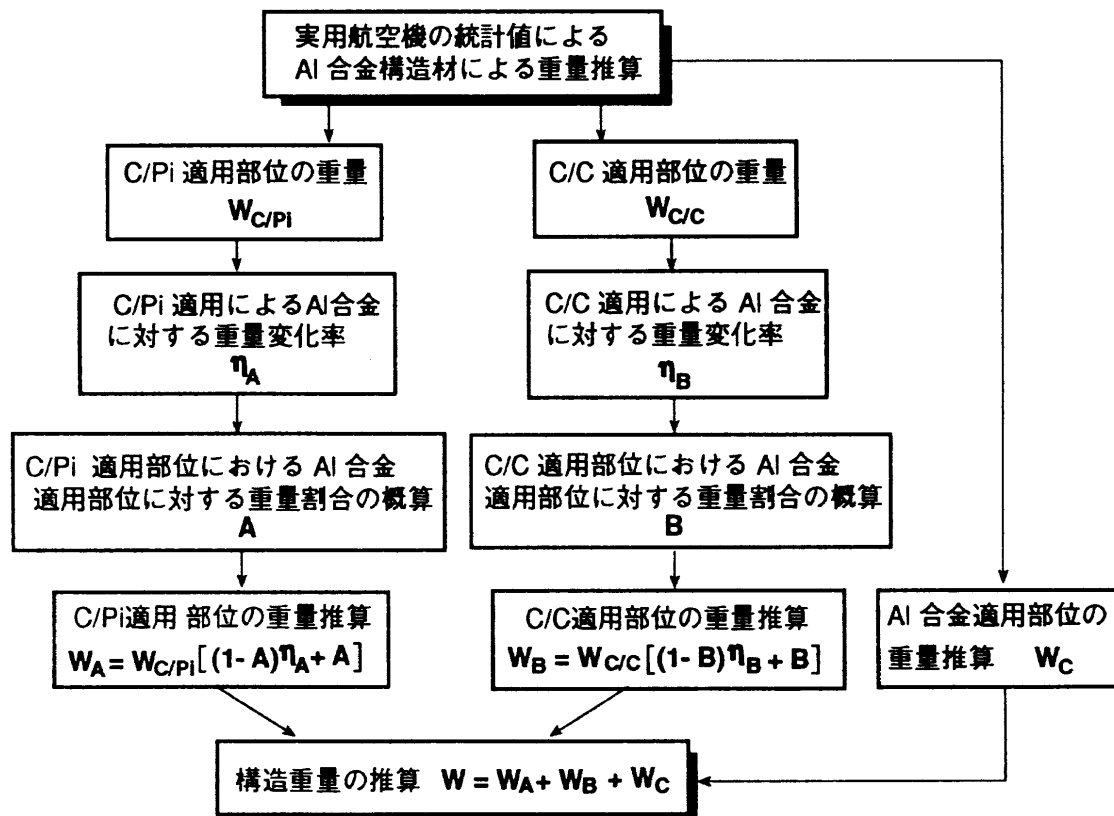 実用航空機の統計値による
Al 合金構造材による重量推算
C/Pi 適用部位の重量
W_C/Pi
C/Pi 適用によるAl合金
に対する重量変化率
η_A
C/Pi 適用部位における Al 合金
適用部位に対する重量割合の概算
A
C/Pi適用 部位の重量推算
W_A = W_C/Pi [(1- A)η_A + A]
C/C 適用部位の重量
W_C/C
C/C 適用による Al 合金
に対する重量変化率
η_B
C/C 適用部位における Al 合金
適用部位に対する重量割合の概算
B
C/C適用部位の重量推算
W_B = W_C/C [(1- B)η_B + B]
Al 合金適用部位の
重量推算 W_C
構造重量の推算 W = W_A + W_B + W_C